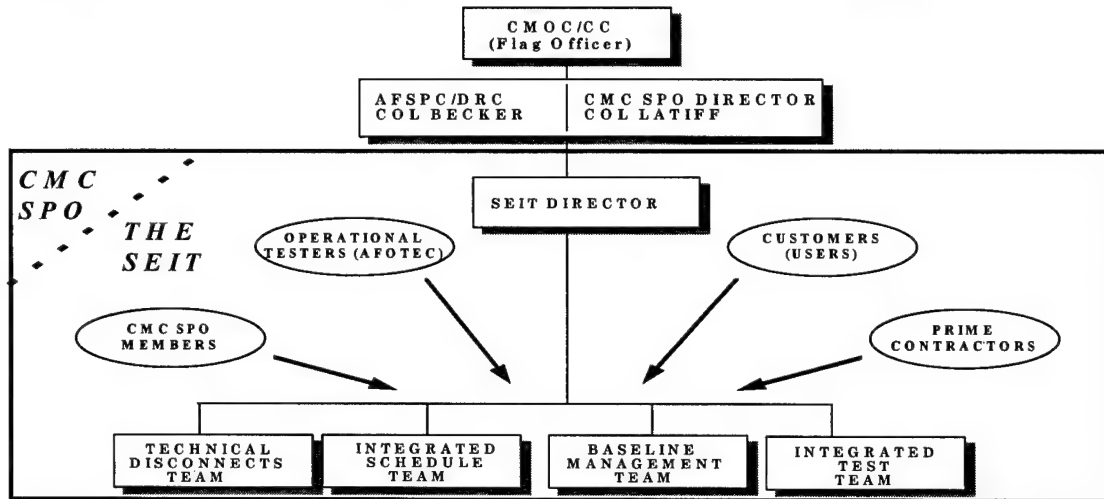 CMOC/CC
(Flag Officer)
AFSPC/DRC
COL BECKER
CMC SPO DIRECTOR
COL LATIFF
CMC
SPO
THE
SEIT
SEIT DIRECTOR
OPERATIONAL
TESTERS (AFOTEC)
CUSTOMERS
(USERS)
CMC SPO
MEMBERS
PRIME
CONTRACTORS
TECHNICAL
DISCONNECTS
TEAM
INTEGRATED
SCHEDULE
TEAM
BASELINE
MANAGEMENT
TEAM
INTEGRATED
TEST
TEAM